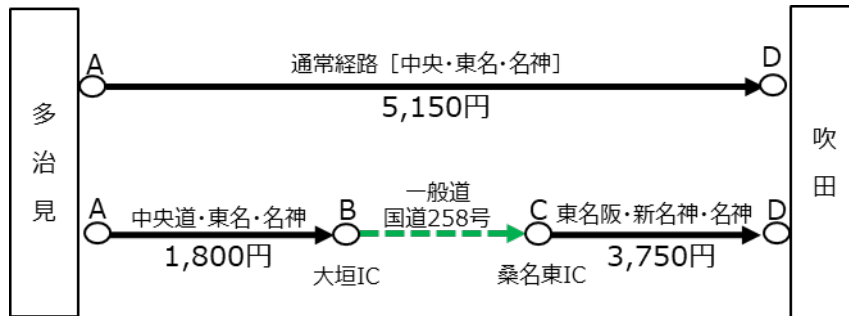 多治見
A
通常経路［中央・東名・名神］
D
5,150円
吹田
A
中央道・東名・名神
B
一般道
国道258号
C
東名阪・新名神・名神
D
1,800円
3,750円
大垣IC
桑名東IC